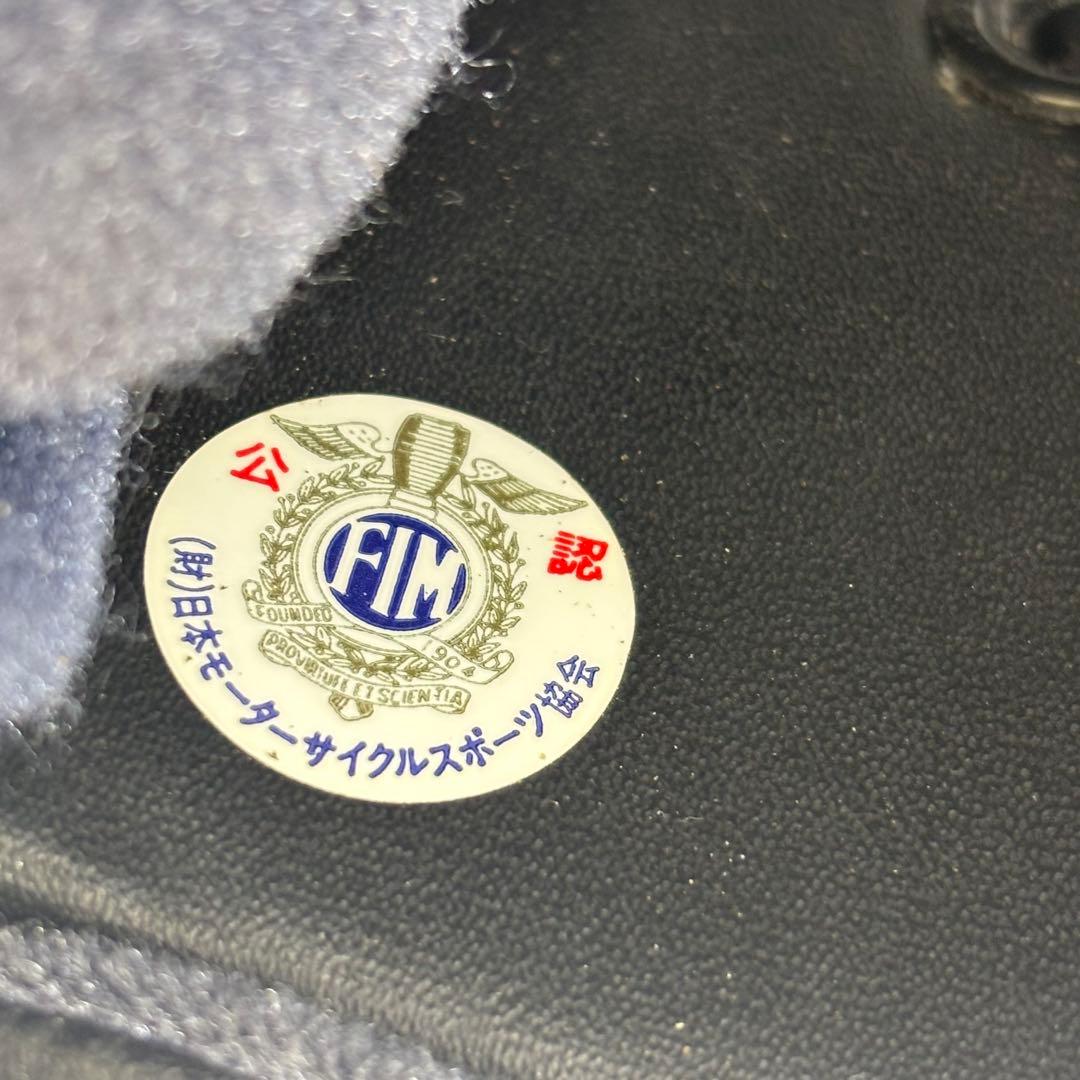 公認
FIM
FOUNDED 1904
PROVIRTUTE ET SCIENTIA
(財)日本モーターサイクルスポーツ協会